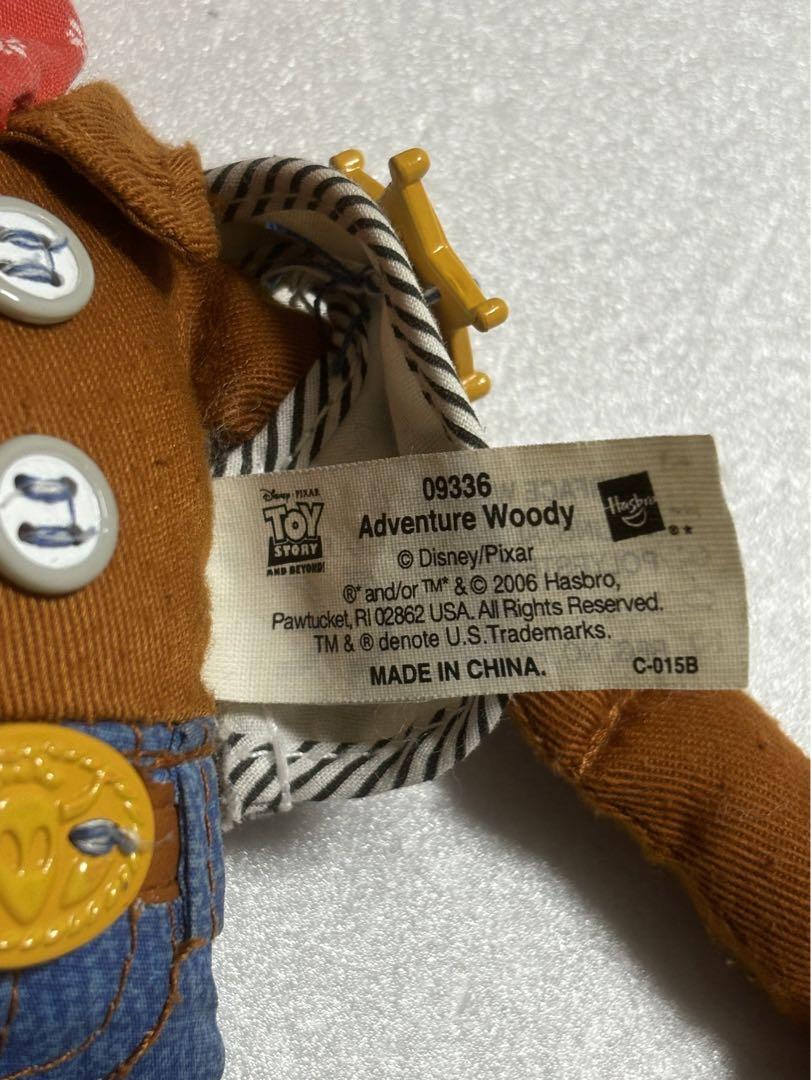 Disney • PIXAR
TOY
STORY
AND BEYOND!
09336
Adventure Woody
Hasbro
®*
© Disney/Pixar
®* and/or TM* & © 2006 Hasbro,
Pawtucket, RI 02862 USA. All Rights Reserved.
TM & ® denote U.S.Trademarks.
MADE IN CHINA.
C-015B